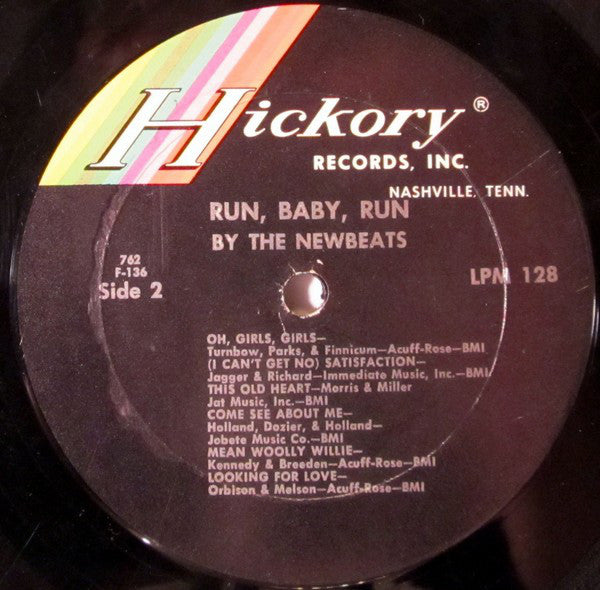 Hickory ®
RECORDS, INC.
NASHVILLE, TENN.
RUN, BABY, RUN
BY THE NEWBEATS
762
F-136
Side 2
LPM 128
OH, GIRLS, GIRLS—
Turnbow, Parks, & Finnicum—Acuff-Rose—BMI
(I CAN'T GET NO) SATISFACTION—
Jagger & Richard—Immediate Music, Inc.—BMI
THIS OLD HEART—Morris & Miller
Jat Music, Inc.—BMI
COME SEE ABOUT ME—
Holland, Dozier, & Holland—
Jobete Music Co.—BMI
MEAN WOOLLY WILLIE—
Kennedy & Breeden—Acuff-Rose—BMI
LOOKING FOR LOVE—
Orbison & Melson—Acuff-Rose—BMI